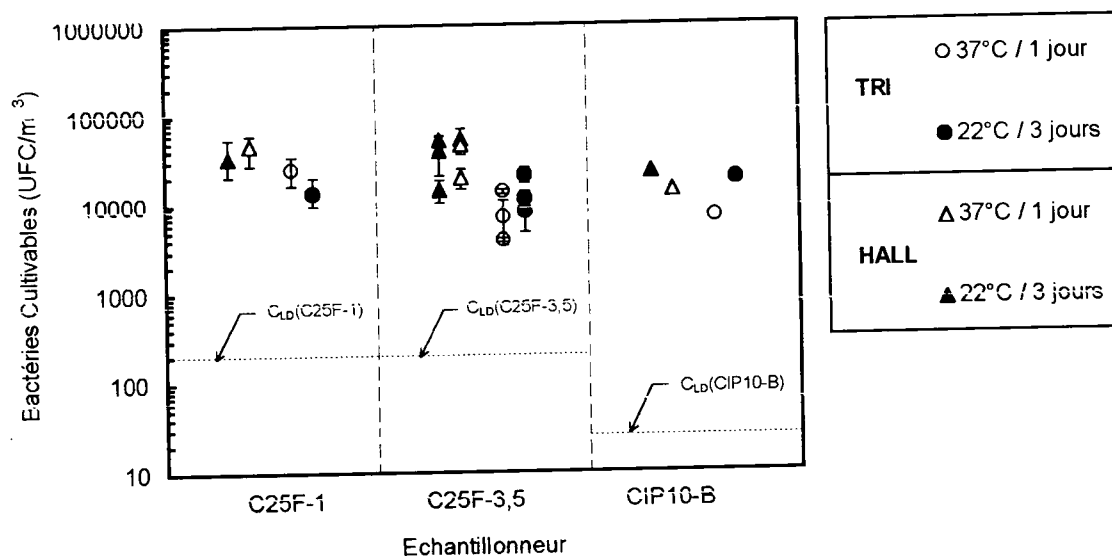 Eactéries Cultivables (UFC/m³)
1000000
100000
10000
1000
100
10
C_LD(C25F-1)
C_LD(C25F-3,5)
C_LD(CIP10-B)
C25F-1
C25F-3,5
CIP10-B
Echantillonneur
TRI
37°C / 1 jour
22°C / 3 jours
HALL
37°C / 1 jour
22°C / 3 jours